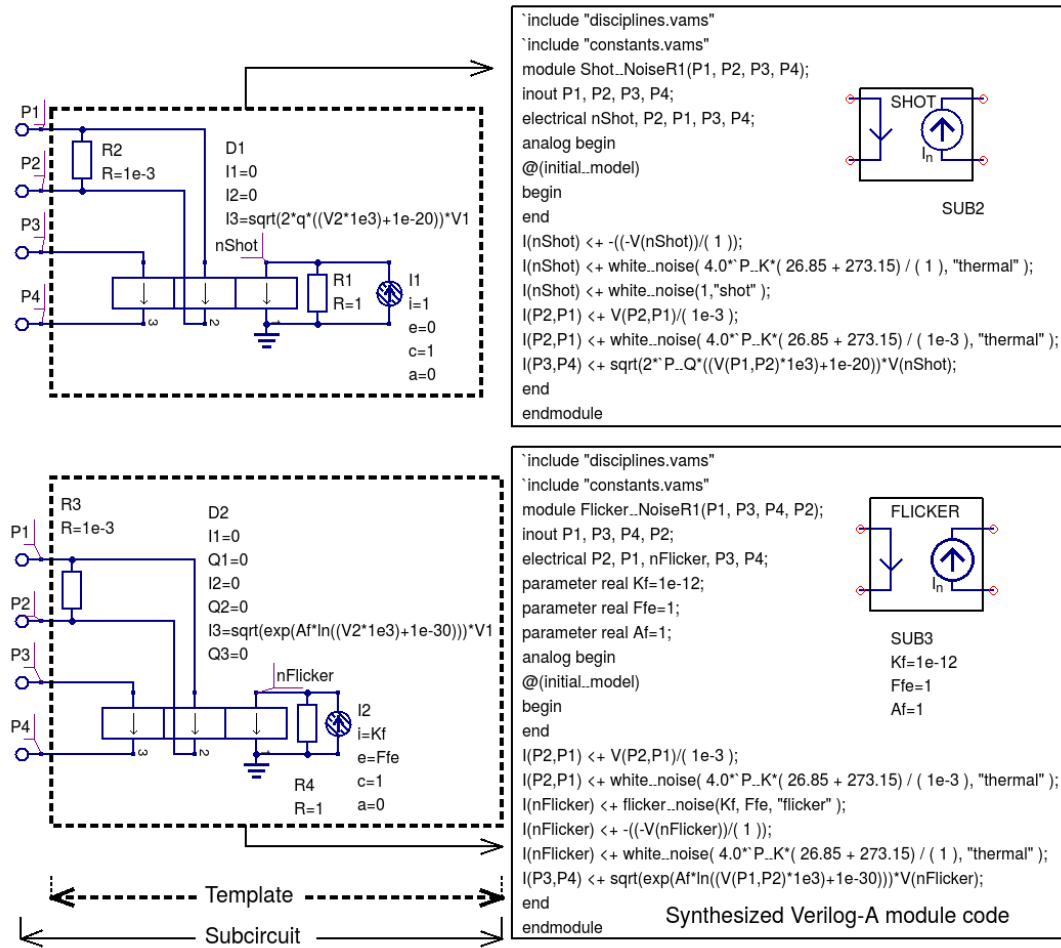 P1
P2
P3
P4
R2
R=1e-3
D1
I1=0
I2=0
I3=sqrt(2*q*((V2*1e3)+1e-20))*V1
nShot
R1
R=1
I1
i=1
e=0
c=1
a=0
3
2
1
`include "disciplines.vams"
`include "constants.vams"
module Shot_NoiseR1(P1, P2, P3, P4);
inout P1, P2, P3, P4;
electrical nShot, P2, P1, P3, P4;
analog begin
@(initial_model)
begin
end
I(nShot) <+ -((-V(nShot))/( 1 ));
I(nShot) <+ white_noise( 4.0*`P_K*( 26.85 + 273.15) / ( 1 ), "thermal" );
I(nShot) <+ white_noise(1,"shot" );
I(P2,P1) <+ V(P2,P1)/( 1e-3 );
I(P2,P1) <+ white_noise( 4.0*`P_K*( 26.85 + 273.15) / ( 1e-3 ), "thermal" );
I(P3,P4) <+ sqrt(2*`P_Q*((V(P1,P2)*1e3)+1e-20))*V(nShot);
end
endmodule
SHOT
In
SUB2
R3
R=1e-3
P1
P2
P3
P4
D2
I1=0
Q1=0
I2=0
Q2=0
I3=sqrt(exp(Af*ln((V2*1e3)+1e-30)))*V1
Q3=0
nFlicker
I2
i=Kf
e=Ffe
c=1
a=0
R4
R=1
3
2
1
`include "disciplines.vams"
`include "constants.vams"
module Flicker_NoiseR1(P1, P3, P4, P2);
inout P1, P3, P4, P2;
electrical P2, P1, nFlicker, P3, P4;
parameter real Kf=1e-12;
parameter real Ffe=1;
parameter real Af=1;
analog begin
@(initial_model)
begin
end
I(P2,P1) <+ V(P2,P1)/( 1e-3 );
I(P2,P1) <+ white_noise( 4.0*`P_K*( 26.85 + 273.15) / ( 1e-3 ), "thermal" );
I(nFlicker) <+ flicker_noise(Kf, Ffe, "flicker" );
I(nFlicker) <+ -((-V(nFlicker))/( 1 ));
I(nFlicker) <+ white_noise( 4.0*`P_K*( 26.85 + 273.15) / ( 1 ), "thermal" );
I(P3,P4) <+ sqrt(exp(Af*ln((V(P1,P2)*1e3)+1e-30)))*V(nFlicker);
end
endmodule
FLICKER
In
SUB3
Kf=1e-12
Ffe=1
Af=1
Synthesized Verilog-A module code
Template
Subcircuit